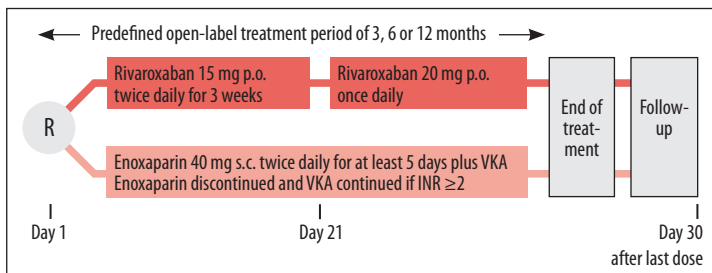 Predefined open-label treatment period of 3, 6 or 12 months
Rivaroxaban 15 mg p.o.
twice daily for 3 weeks
Rivaroxaban 20 mg p.o.
once daily
R
End of
treat-
ment
Follow-
up
Enoxaparin 40 mg s.c. twice daily for at least 5 days plus VKA
Enoxaparin discontinued and VKA continued if INR ≥2
Day 1
Day 21
Day 30
after last dose